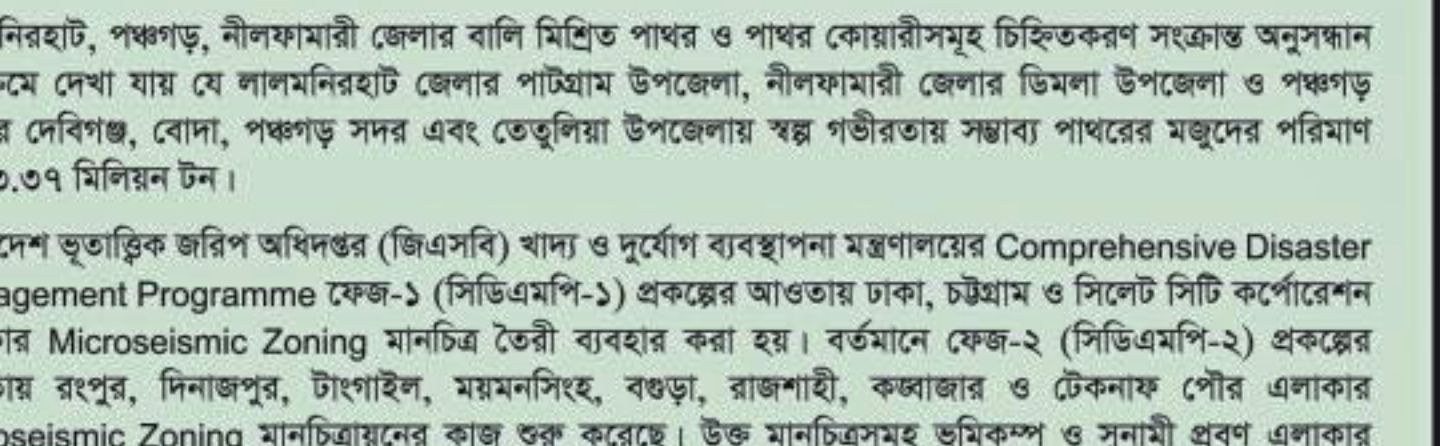 নিরহাট, পঞ্চগড়, নীলফামারী জেলার বালি মিশ্রিত পাথর ও পাথর কোয়ারীসমূহ চিহ্নিতকরণ সংক্রান্ত অনুসন্ধান
মে দেখা যায় যে লালমনিরহাট জেলার পাটগ্রাম উপজেলা, নীলফামারী জেলার ডিমলা উপজেলা ও পঞ্চগড়
র দেবিগঞ্জ, বোদা, পঞ্চগড় সদর এবং তেতুলিয়া উপজেলায় স্বল্প গভীরতায় সম্ভাব্য পাথরের মজুদের পরিমাণ
.৩৭ মিলিয়ন টন।
দেশ ভূতাত্ত্বিক জরিপ অধিদপ্তর (জিএসবি) খাদ্য ও দুর্যোগ ব্যবস্থাপনা মন্ত্রণালয়ের Comprehensive Disaster
agement Programme ফেজ-১ (সিডিএমপি-১) প্রকল্পের আওতায় ঢাকা, চট্টগ্রাম ও সিলেট সিটি কর্পোরেশন
ার Microseismic Zoning মানচিত্র তৈরী ব্যবহার করা হয়। বর্তমানে ফেজ-২ (সিডিএমপি-২) প্রকল্পের
ায় রংপুর, দিনাজপুর, টাংগাইল, ময়মনসিংহ, বগুড়া, রাজশাহী, কক্সবাজার ও টেকনাফ পৌর এলাকার
oseismic Zoning মানচিত্রায়নের কাজ শুরু করেছে। উক্ত মানচিত্রসমূহ ভূমিকম্প ও সুনামী প্রবণ এলাকার